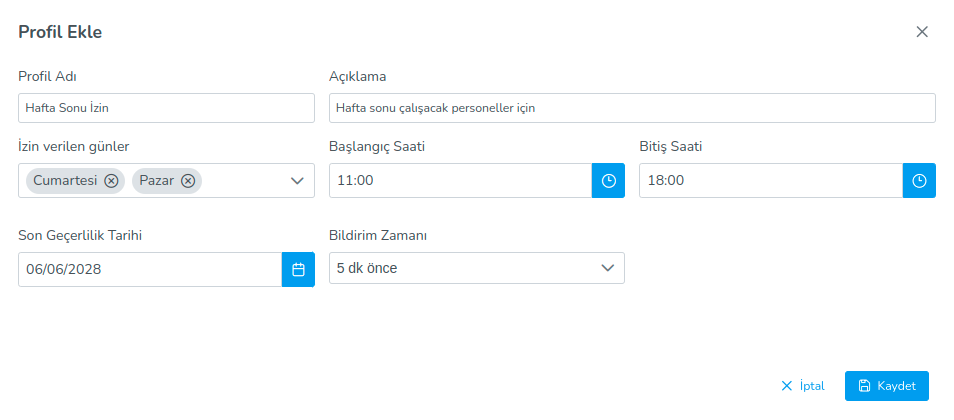 Profil Ekle
Profil Adı
Açıklama
Hafta Sonu İzin
Hafta sonu çalışacak personeller için
İzin verilen günler
Başlangıç Saati
Bitiş Saati
Cumartesi Pazar
11:00
18:00
Son Geçerlilik Tarihi
Bildirim Zamanı
06/06/2028
5 dk önce
İptal
Kaydet